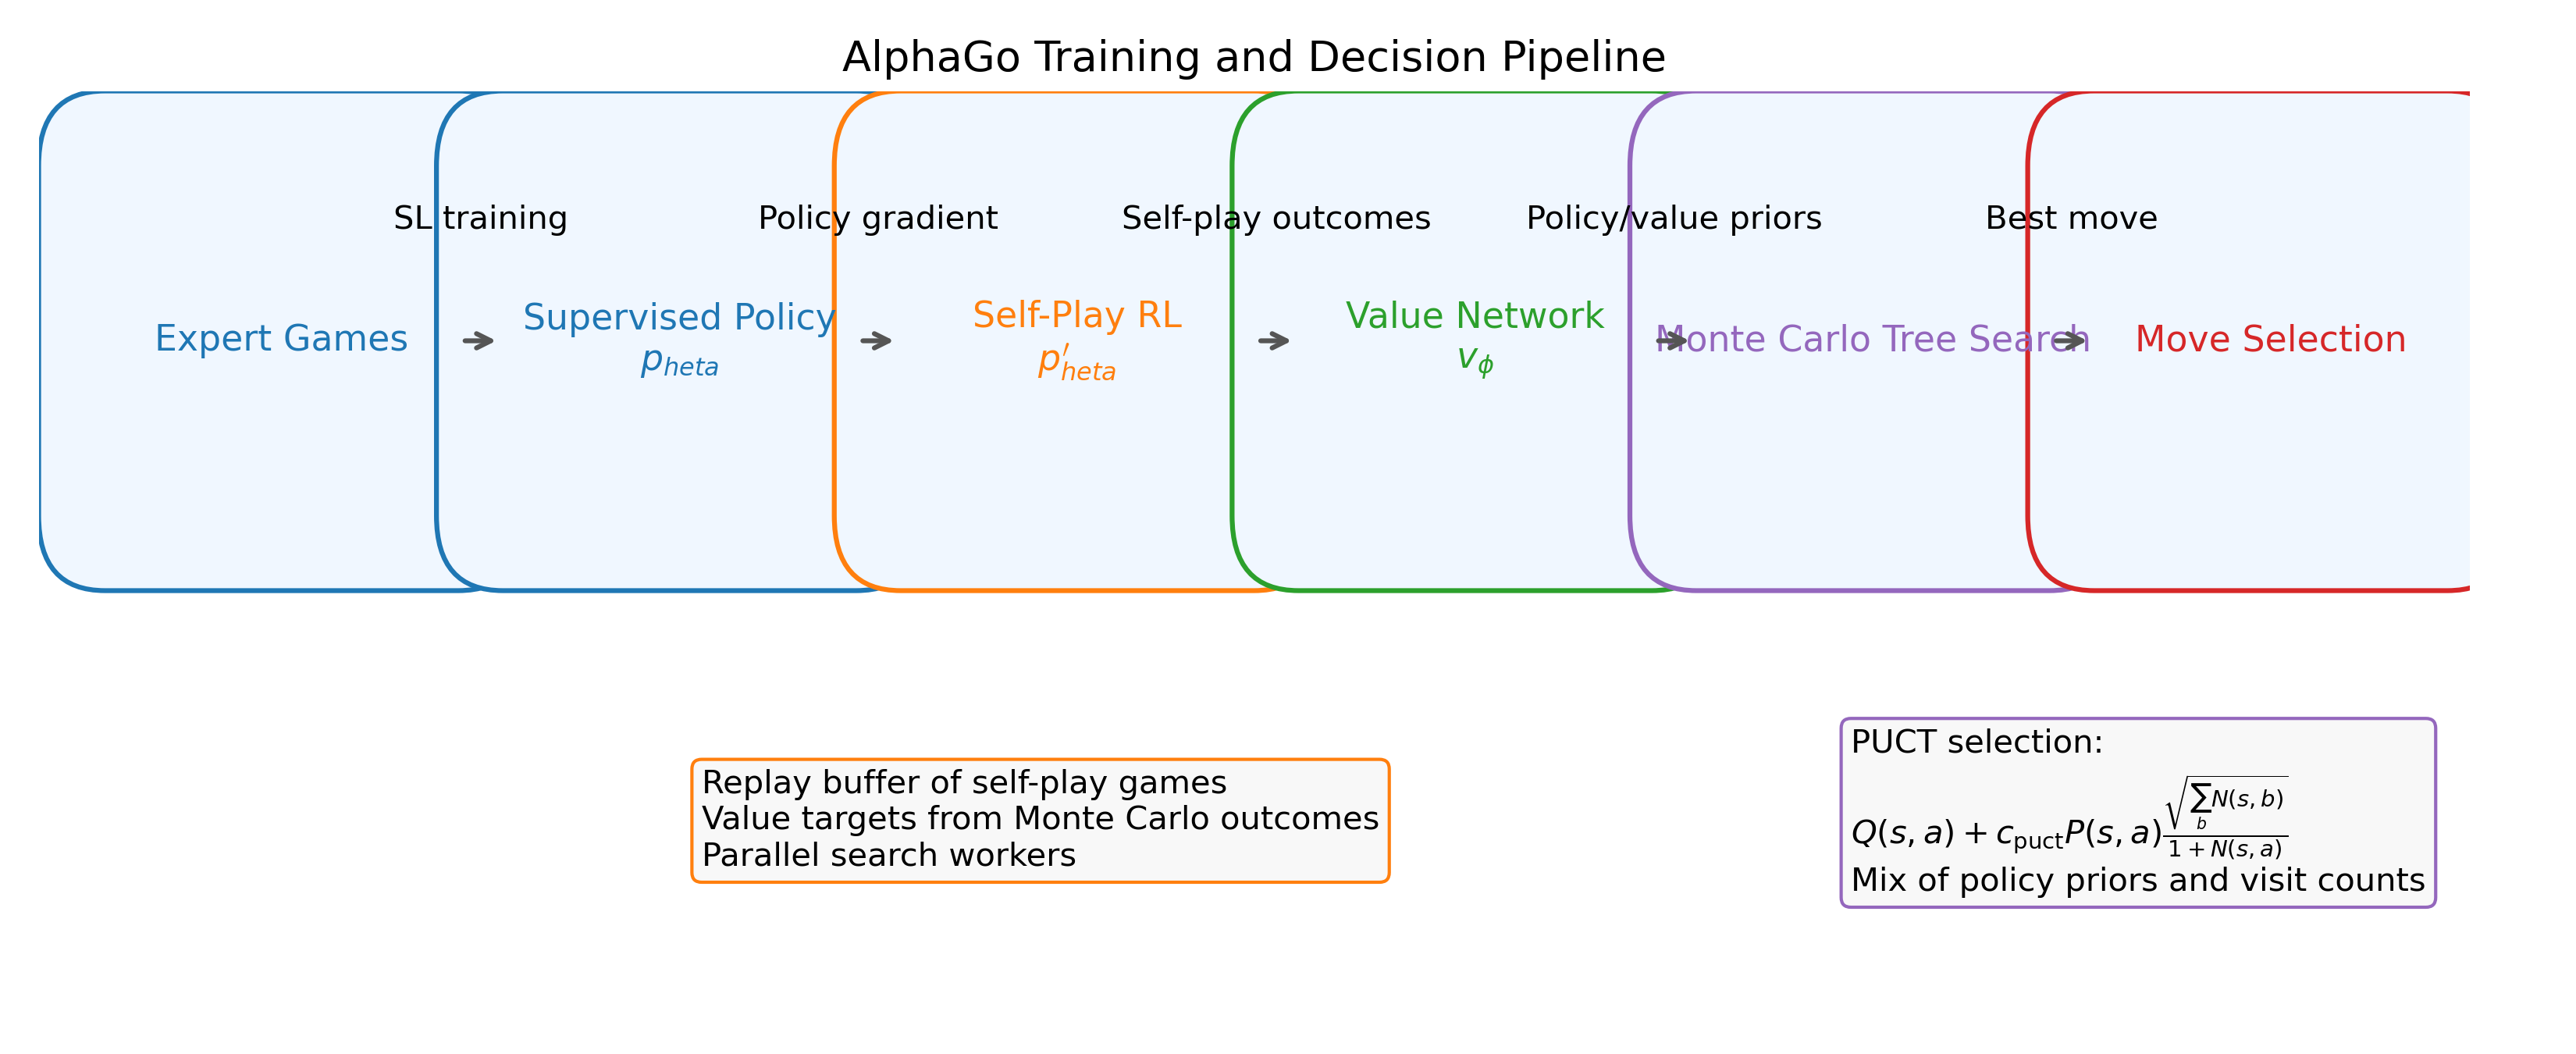 AlphaGo Training and Decision Pipeline
SL training
Policy gradient
Self-play outcomes
Policy/value priors
Best move
Expert Games
Supervised Policy
p_{heta}
Self-Play RL
p'_{heta}
Value Network
v_ϕ
Monte Carlo Tree Search
Move Selection
Replay buffer of self-play games
Value targets from Monte Carlo outcomes
Parallel search workers
PUCT selection:
Q(s, a) + c_{puct} P(s, a) \frac{\sqrt{\sum_b N(s, b)}}{1 + N(s, a)}
Mix of policy priors and visit counts